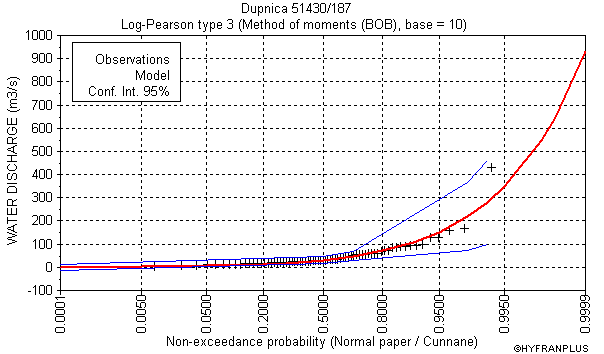 Dupnica 51430/187
Log-Pearson type 3 (Method of moments (BOB), base = 10)
1000
900
800
700
600
500
400
300
200
100
0
-100
WATER DISCHARGE (m3/s)
Observations
Model
Conf. Int. 95%
0.0001
0.0050
0.0500
0.2000
0.5000
0.8000
0.9500
0.9950
0.9999
Non-exceedance probability (Normal paper / Cunnane)
©HYFRANPLUS